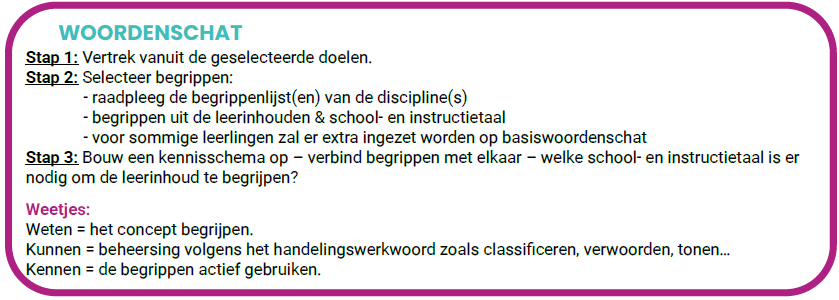 WOORDENSCHAT
Stap 1: Vertrek vanuit de geselecteerde doelen.
Stap 2: Selecteer begrippen:
- raadpleeg de begrippenlijst(en) van de discipline(s)
- begrippen uit de leerinhouden & school- en instructietaal
- voor sommige leerlingen zal er extra ingezet worden op basiswoordenschat
Stap 3: Bouw een kennisschema op – verbind begrippen met elkaar – welke school- en instructietaal is er
nodig om de leerinhoud te begrijpen?
Weetjes:
Weten = het concept begrijpen.
Kunnen = beheersing volgens het handelingswerkwoord zoals classificeren, verwoorden, tonen...
Kennen = de begrippen actief gebruiken.